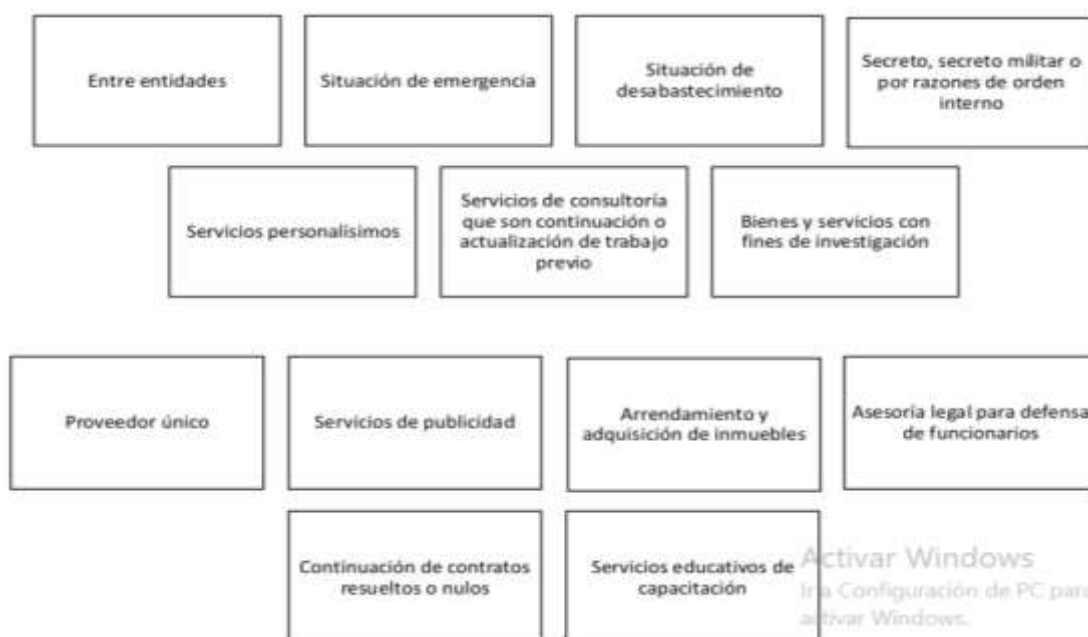 Entre entidades
Situación de emergencia
Situación de
desabastecimiento
Secreto, secreto militar o
por razones de orden
interno
Servicios personalísimos
Servicios de consultoría
que son continuación o
actualización de trabajo
previo
Bienes y servicios con
fines de investigación
Proveedor único
Servicios de publicidad
Arrendamiento y
adquisición de inmuebles
Asesoría legal para defensa
de funcionarios
Continuación de contratos
resueltos o nulos
Servicios educativos de
capacitación
Activar Windows
Ir a Configuración de PC para
activar Windows.